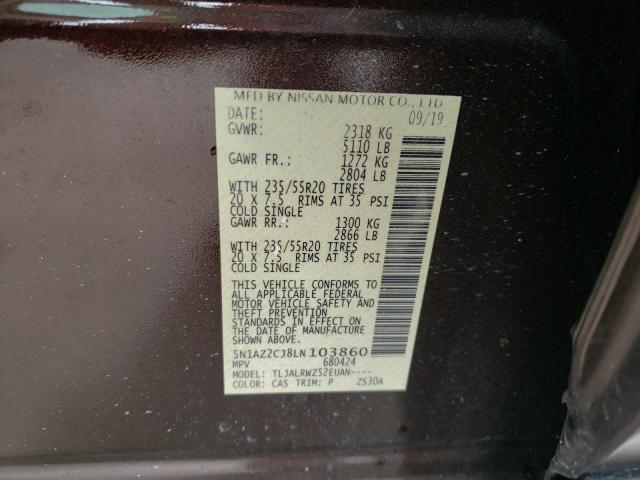 MFD BY NISSAN MOTOR CO., LTD
DATE: 09/19
GVWR: 2318 KG
5110 LB
GAWR FR.: 1272 KG
2804 LB
WITH 235/55R20 TIRES
20 X 7.5 RIMS AT 35 PSI
COLD SINGLE
GAWR RR.: 1300 KG
2866 LB
WITH 235/55R20 TIRES
20 X 7.5 RIMS AT 35 PSI
COLD SINGLE
THIS VEHICLE CONFORMS TO
ALL APPLICABLE FEDERAL
MOTOR VEHICLE SAFETY AND
THEFT PREVENTION
STANDARDS IN EFFECT ON
THE DATE OF MANUFACTURE
SHOWN ABOVE.
5N1AZ2CJ8LN103860
MPV 680424
MODEL: TLJALRWZ52EUAN----
COLOR: CAS TRIM: P ZS30A